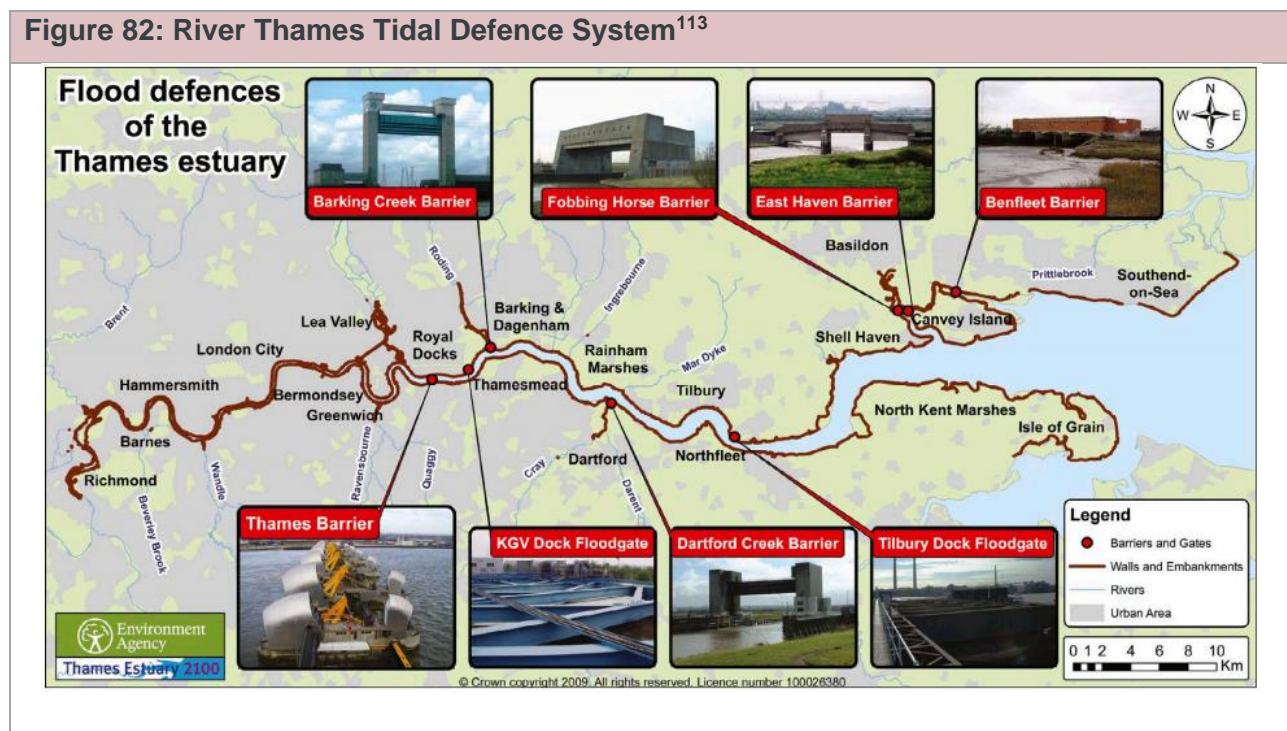 Figure 82: River Thames Tidal Defence System113
Flood defences
of the
Thames estuary
Barking Creek Barrier
Fobbing Horse Barrier
East Haven Barrier
Benfleet Barrier
N
W
E
S
Basildon
Prittlebrook
Southend-
on-Sea
Canvey Island
Shell Haven
Roding
Ingrebourne
Brent
Lea Valley
Royal
Docks
Barking &
Dagenham
Rainham
Marshes
Mar Dyke
London City
Hammersmith
Bermondsey
Greenwich
Thamesmead
Tilbury
North Kent Marshes
Isle of Grain
Barnes
Richmond
Beverley Brook
Wandle
Ravensbourne
Quaggy
Cray
Dartford
Darent
Northfleet
Thames Barrier
KGV Dock Floodgate
Dartford Creek Barrier
Tilbury Dock Floodgate
Legend
Barriers and Gates
Walls and Embankments
Rivers
Urban Area
0 1 2 4 6 8 10
Km
Environment
Agency
Thames Estuary 2100
© Crown copyright 2009. All rights reserved. Licence number 100026380